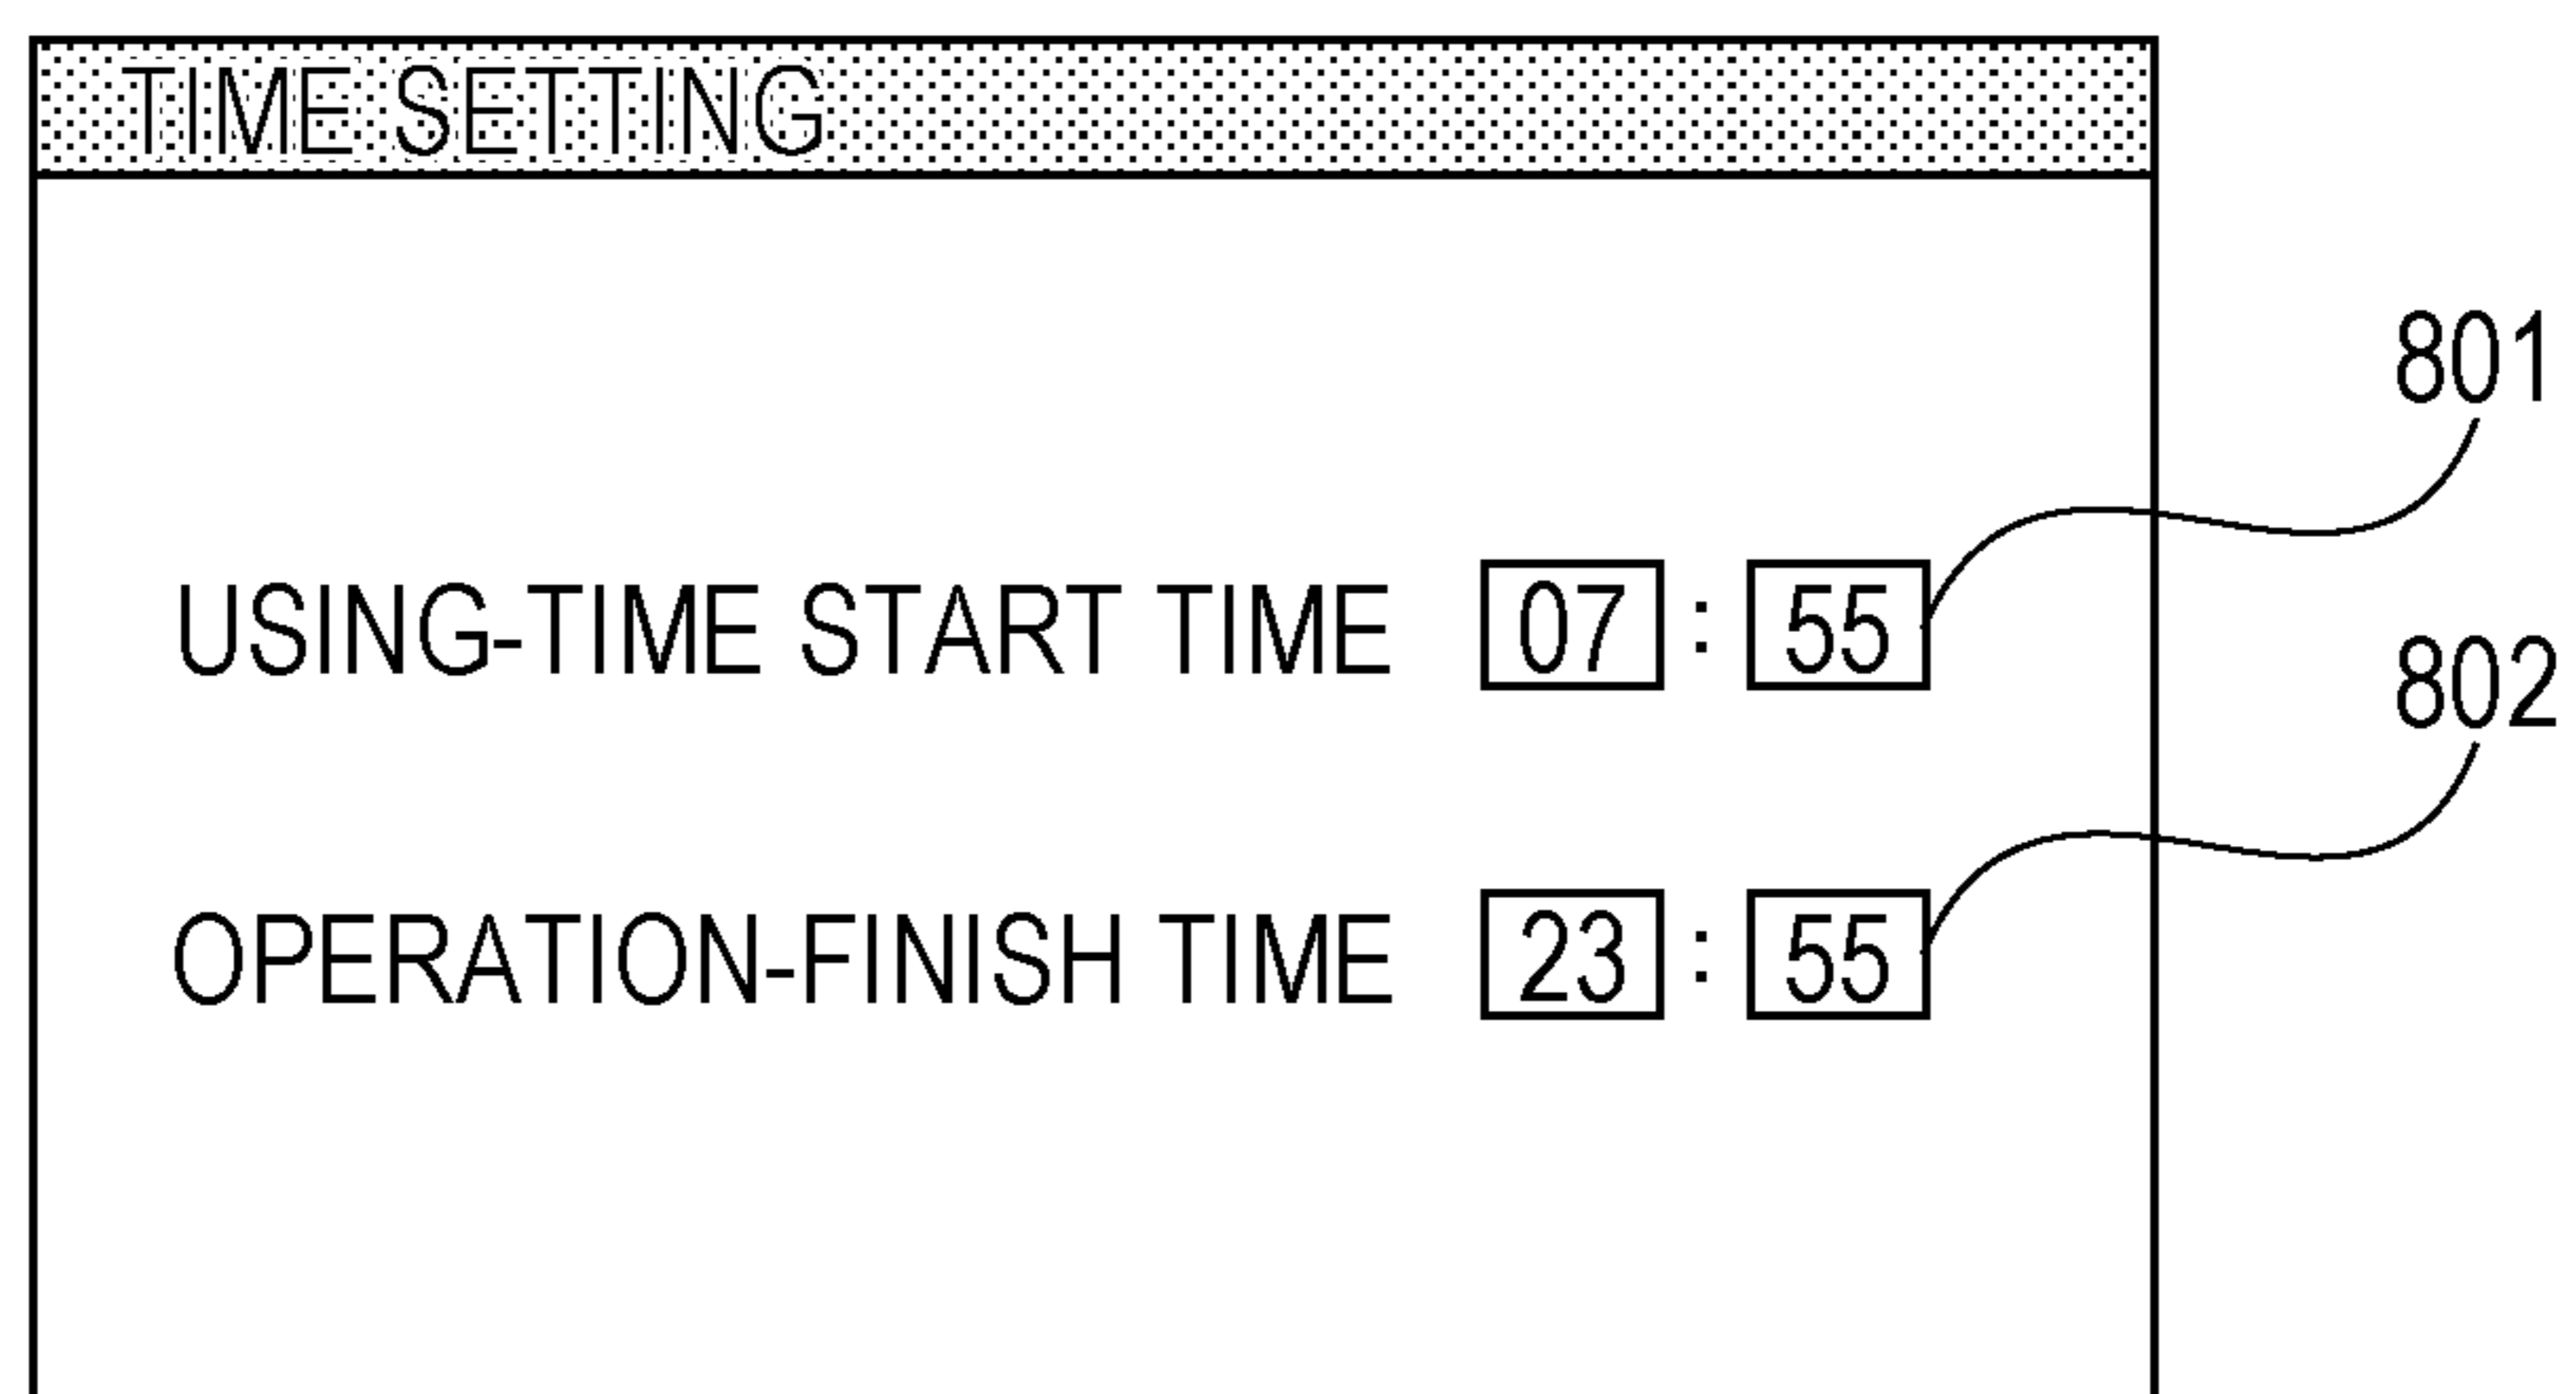 TIME SETTING
801
USING-TIME START TIME 07 : 55
802
OPERATION-FINISH TIME 23 : 55